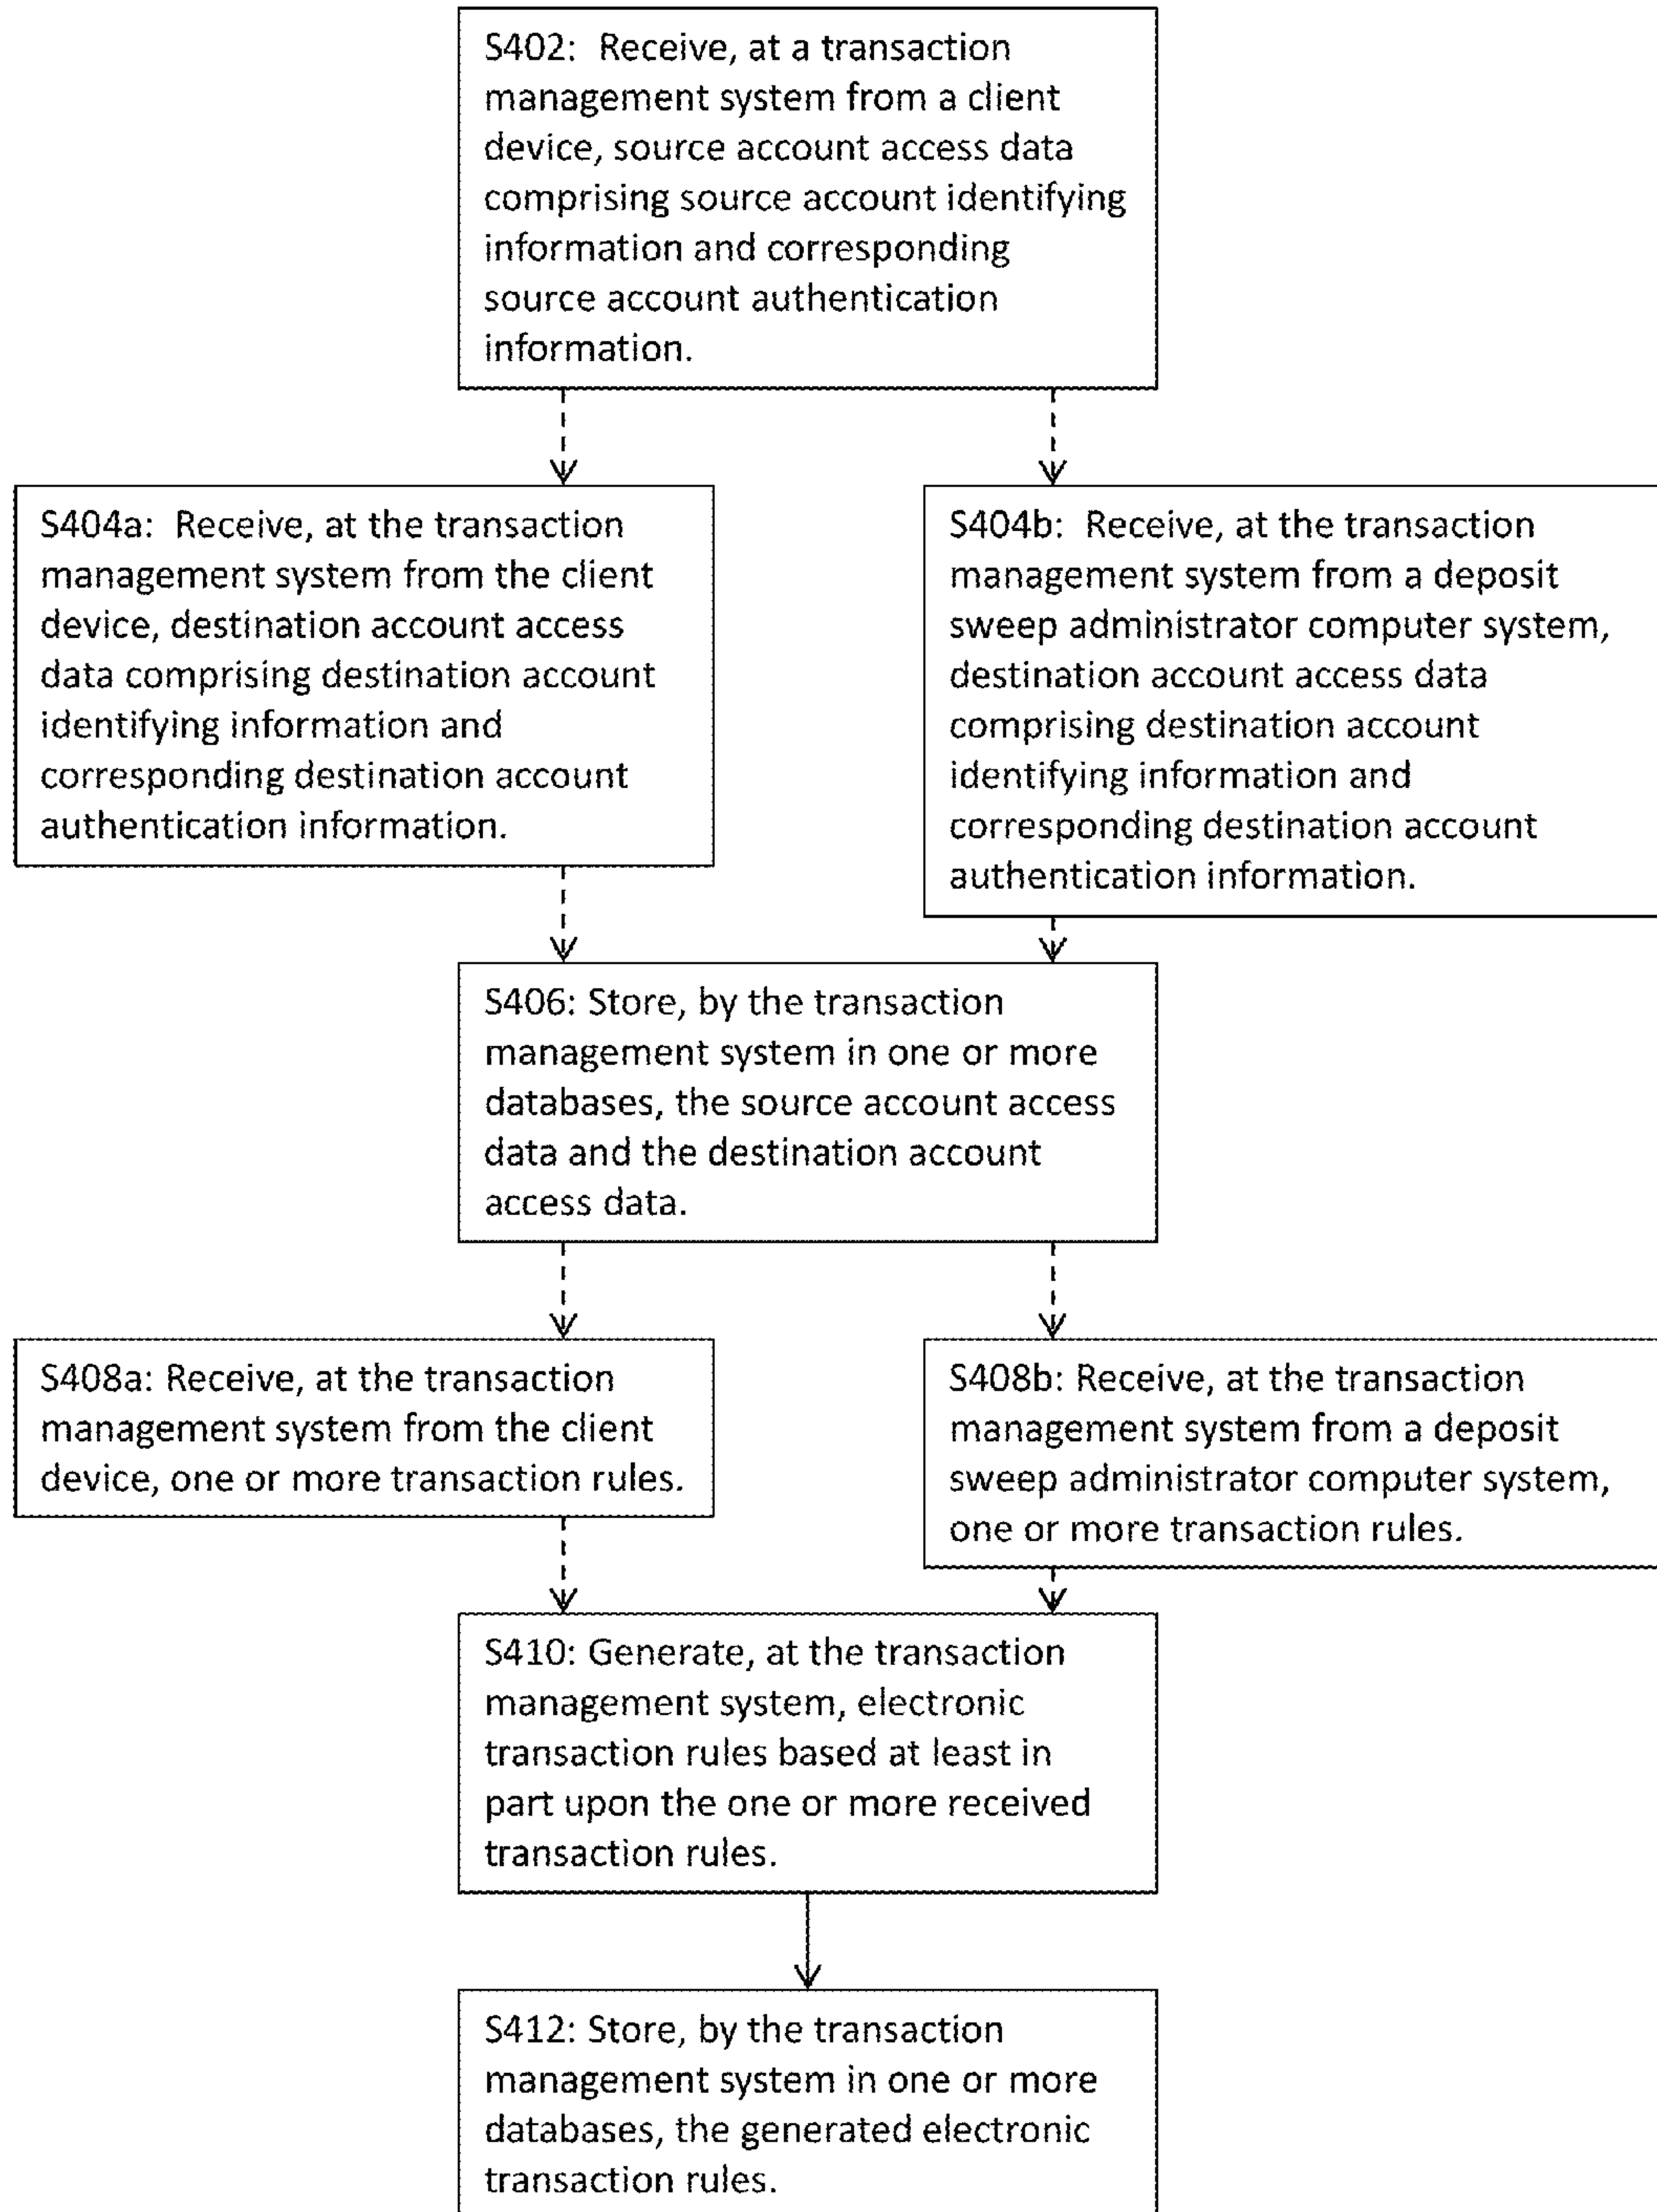 S402: Receive, at a transaction
management system from a client
device, source account access data
comprising source account identifying
information and corresponding
source account authentication
information.
S404a: Receive, at the transaction
management system from the client
device, destination account access
data comprising destination account
identifying information and
corresponding destination account
authentication information.
S404b: Receive, at the transaction
management system from a deposit
sweep administrator computer system,
destination account access data
comprising destination account
identifying information and
corresponding destination account
authentication information.
S406: Store, by the transaction
management system in one or more
databases, the source account access
data and the destination account
access data.
S408a: Receive, at the transaction
management system from the client
device, one or more transaction rules.
S408b: Receive, at the transaction
management system from a deposit
sweep administrator computer system,
one or more transaction rules.
S410: Generate, at the transaction
management system, electronic
transaction rules based at least in
part upon the one or more received
transaction rules.
S412: Store, by the transaction
management system in one or more
databases, the generated electronic
transaction rules.